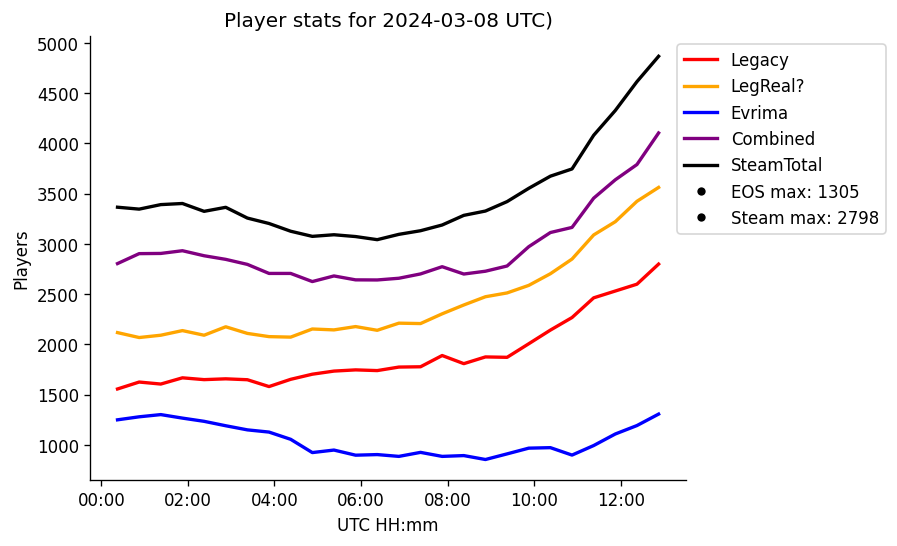 Player stats for 2024-03-08 UTC)
5000
4500
4000
3500
3000
2500
2000
1500
1000
Players
00:00 02:00 04:00 06:00 08:00 10:00 12:00
UTC HH:mm
Legacy
LegReal?
Evrima
Combined
SteamTotal
EOS max: 1305
Steam max: 2798